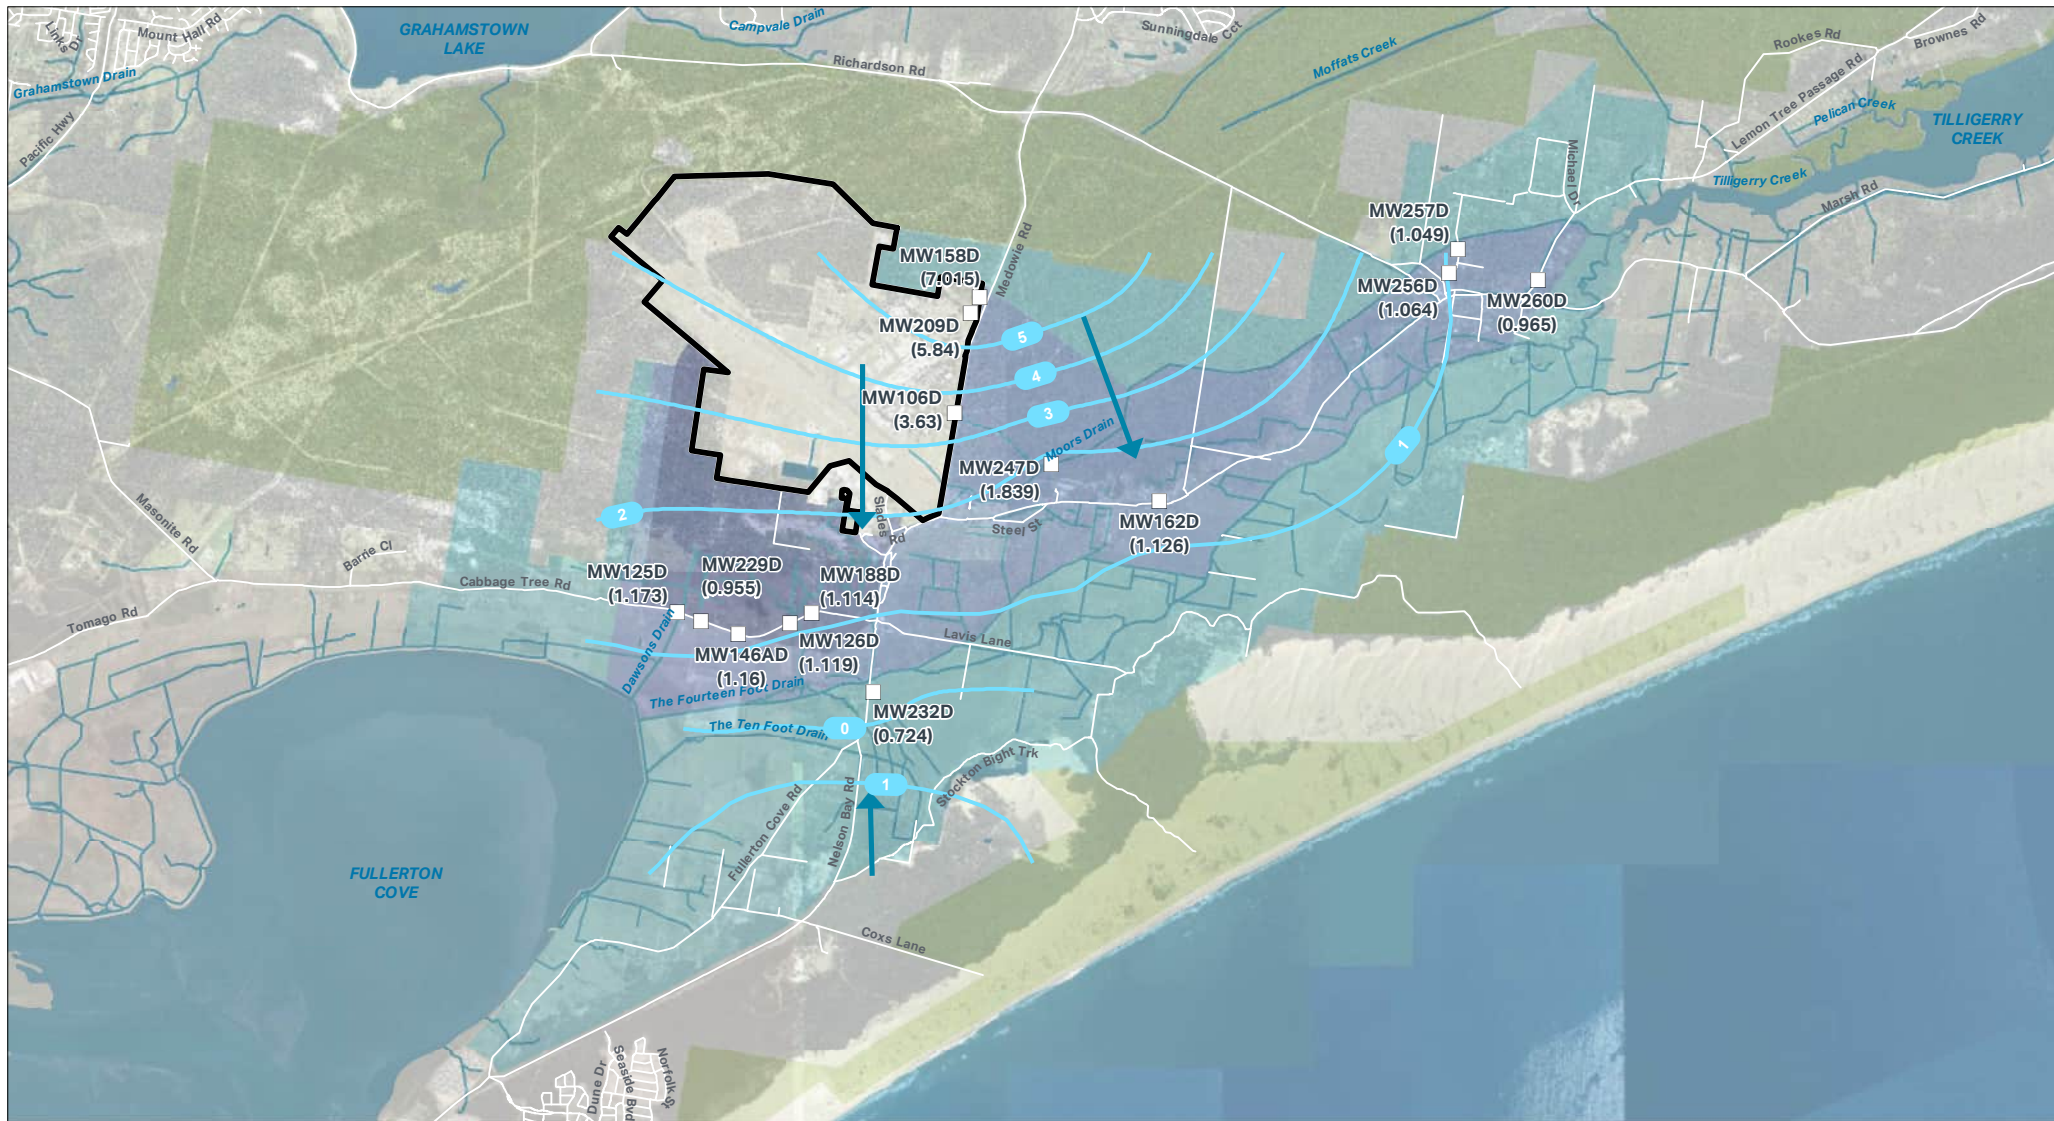 Links Dr
Mount Hall Rd
GRAHAMSTOWN
LAKE
Campvale Drain
Sunningdale Cct
Richardson Rd
Moffats Creek
Rookes Rd
Brownes Rd
Grahamstown Drain
Pacific Hwy
Lemon Tree Passage Rd
Pelican Creek
TILLIGERRY
CREEK
Michael Dr
Tilligerry Creek
Marsh Rd
Medowie Rd
MW158D
(7.015)
MW257D
(1.049)
MW256D
(1.064)
MW260D
(0.965)
MW209D
(5.84)
5
4
3
MW106D
(3.63)
Moors Drain
1
MW247D
(1.839)
MW162D
(1.126)
Steel St
Slades
Rd
2
Masonite Rd
Barrie Cl
Cabbage Tree Rd
Tomago Rd
MW125D
(1.173)
MW229D
(0.955)
MW188D
(1.114)
MW126D
(1.119)
MW146AD
(1.16)
Dawsons Drain
Lavis Lane
The Fourteen Foot Drain
The Ten Foot Drain
0
MW232D
(0.724)
1
Stockton Bight Trk
Fullerton Cove Rd
Nelson Bay Rd
FULLERTON
COVE
Coxs Lane
Dune Dr
Seaside Bvd
Norfolk St